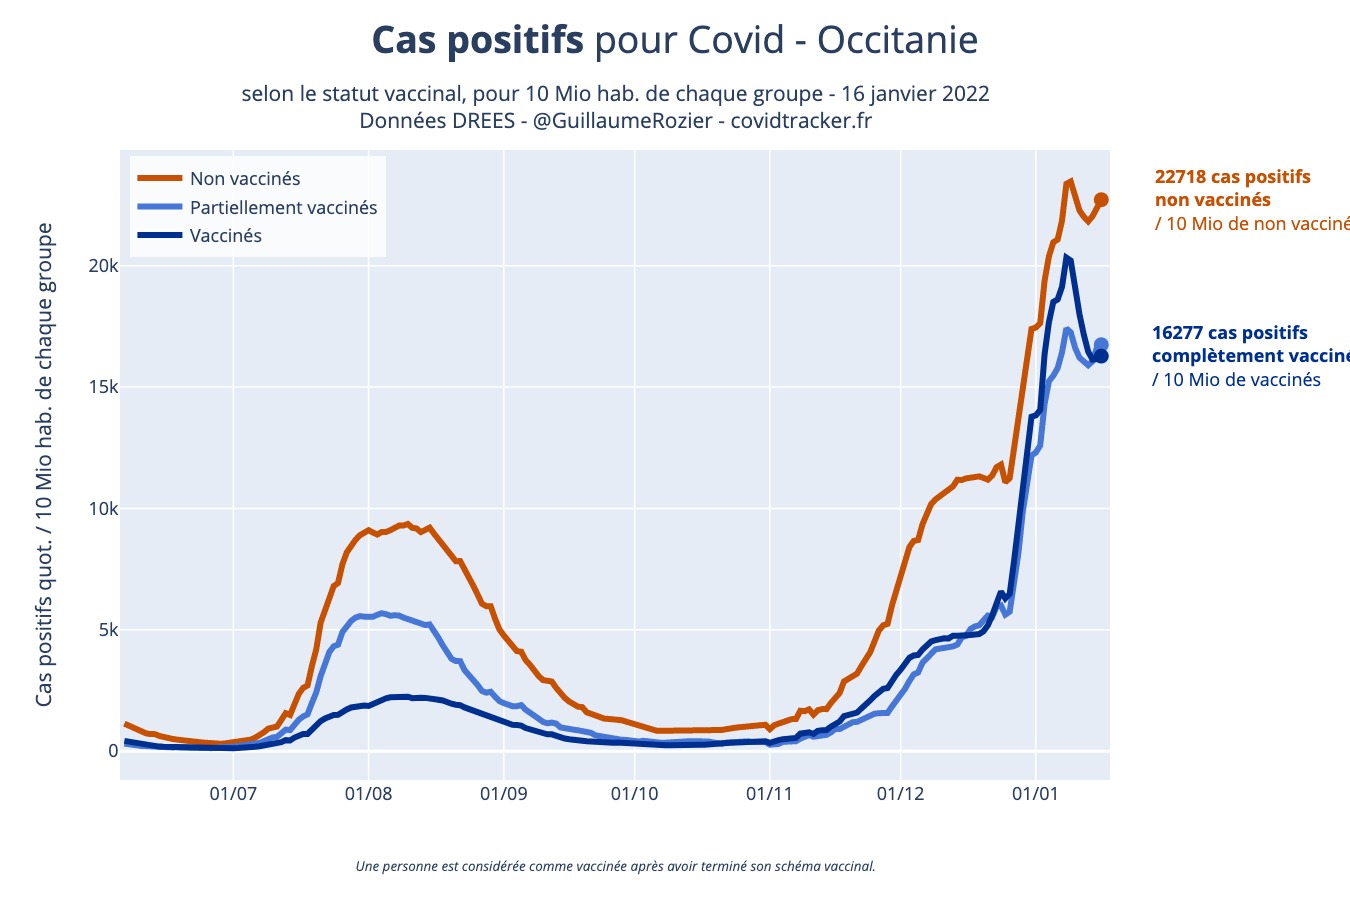 Cas positifs pour Covid - Occitanie
selon le statut vaccinal, pour 10 Mio hab. de chaque groupe - 16 janvier 2022
Données DREES - @GuillaumeRozier - covidtracker.fr
Non vaccinés
Partiellement vaccinés
Vaccinés
22718 cas positifs
non vaccinés
/ 10 Mio de non vacciné
16277 cas positifs
complètement vacciné
/ 10 Mio de vaccinés
Cas positifs quot. / 10 Mio hab. de chaque groupe
20k
15k
10k
5k
0
01/07 01/08 01/09 01/10 01/11 01/12 01/01
Une personne est considérée comme vaccinée après avoir terminé son schéma vaccinal.